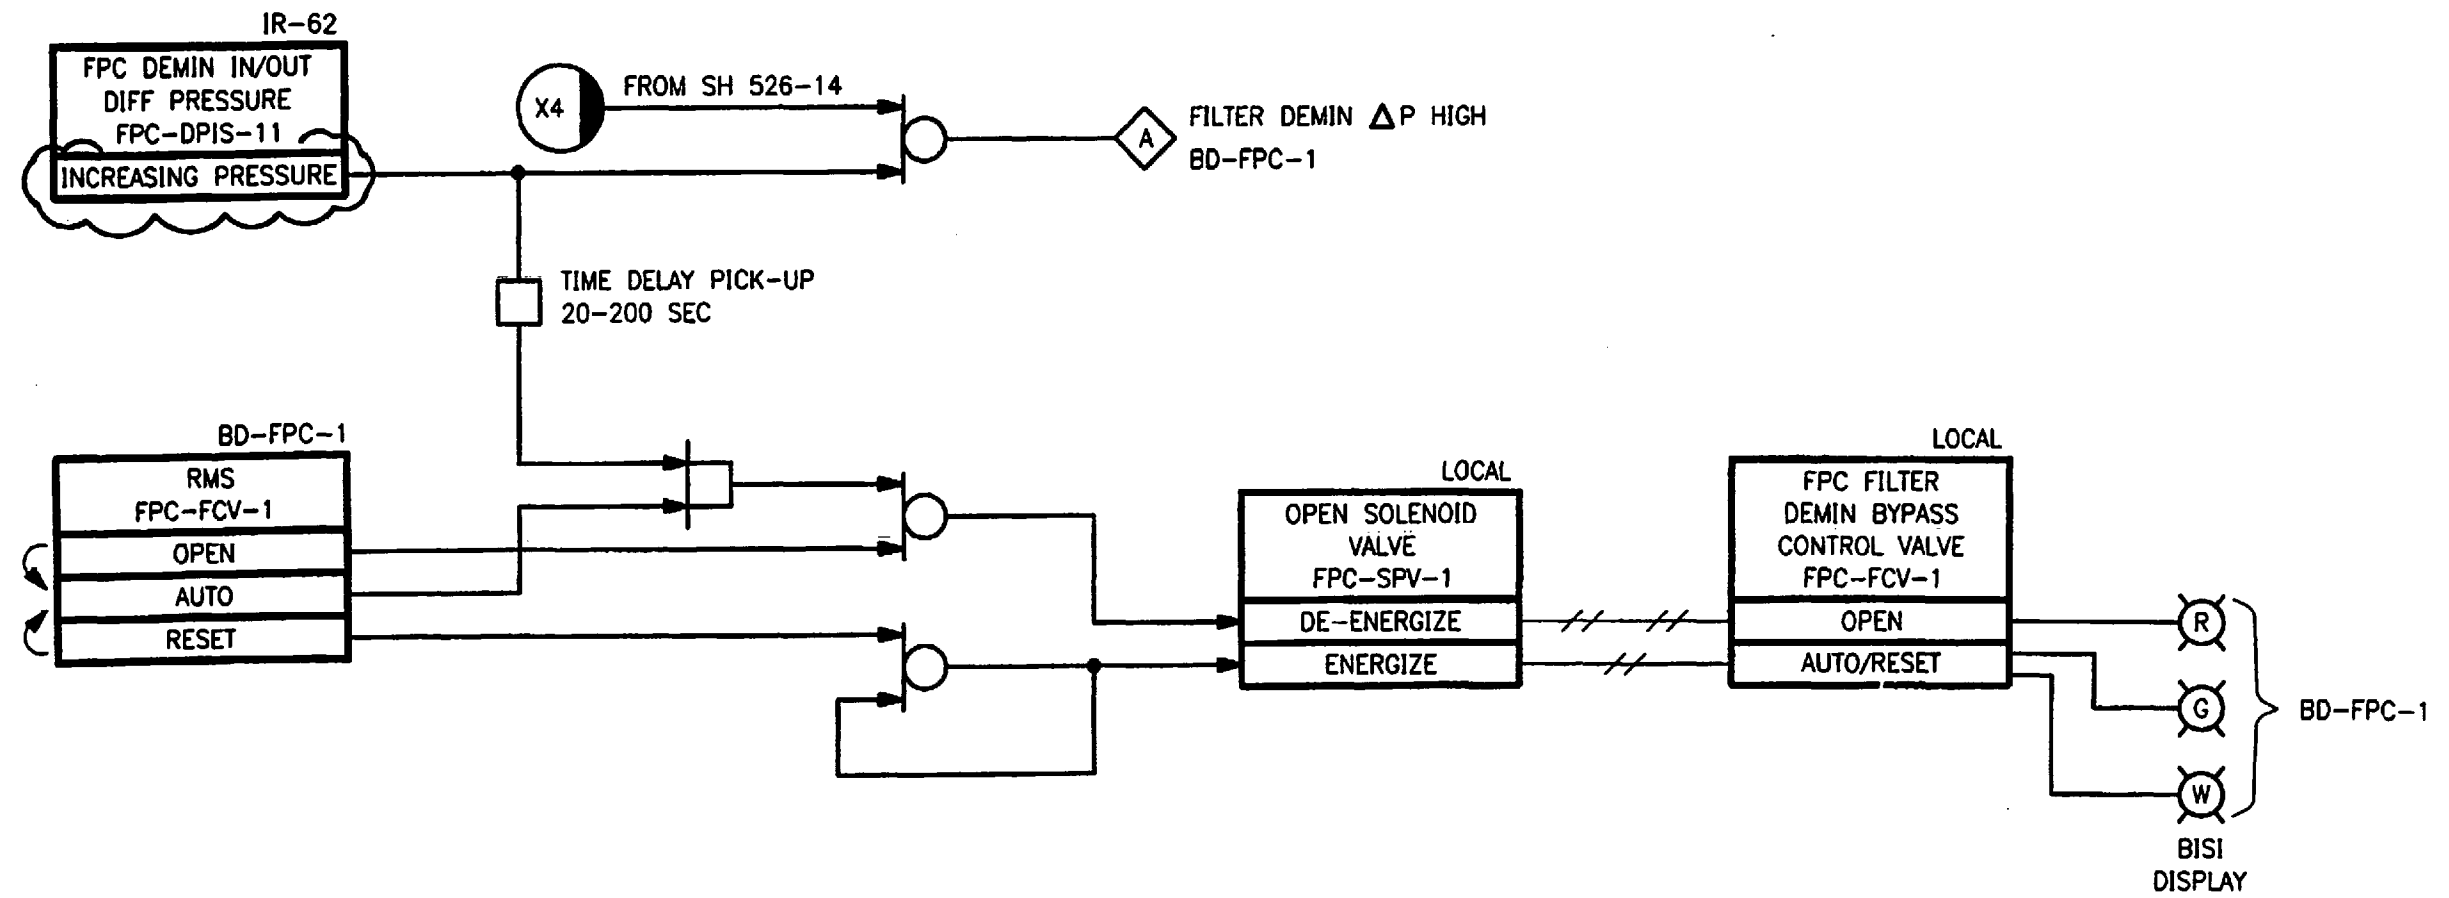 IR-62
FPC DEMIN IN/OUT
DIFF PRESSURE
FPC-DPIS-11
INCREASING PRESSURE
X4
FROM SH 526-14
A
FILTER DEMIN ΔP HIGH
BD-FPC-1
TIME DELAY PICK-UP
20-200 SEC
BD-FPC-1
RMS
FPC-FCV-1
OPEN
AUTO
RESET
LOCAL
OPEN SOLENOID
VALVE
FPC-SPV-1
DE-ENERGIZE
ENERGIZE
LOCAL
FPC FILTER
DEMIN BYPASS
CONTROL VALVE
FPC-FCV-1
OPEN
AUTO/RESET
R
G
W
BD-FPC-1
BISI
DISPLAY